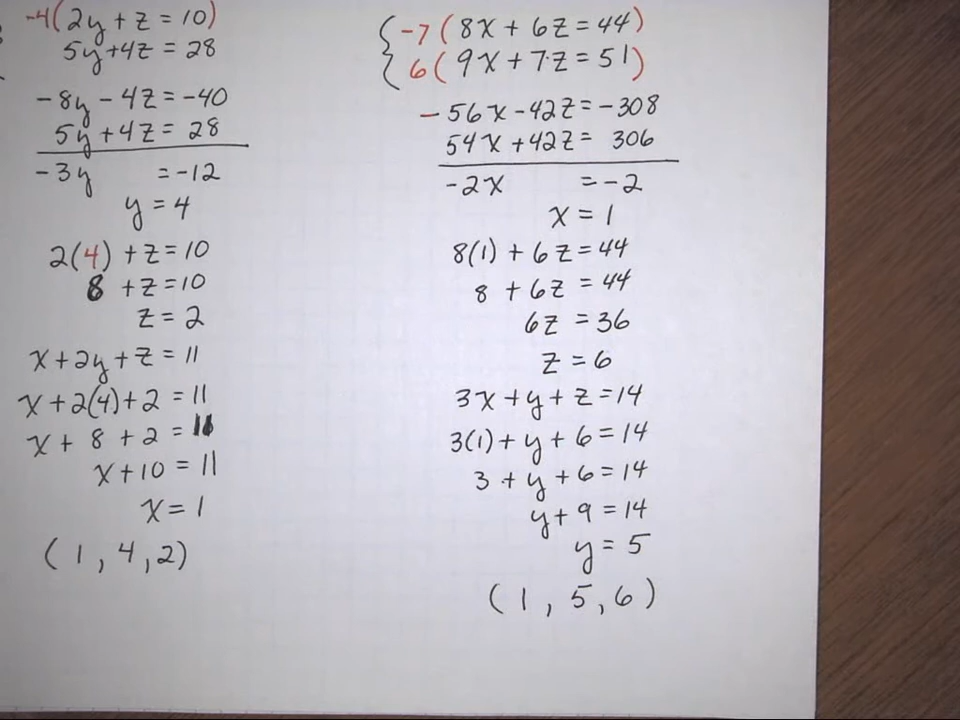 -4(2y + z = 10)
5y + 4z = 28
-8y - 4z = -40
5y + 4z = 28
-3y = -12
y = 4
2(4) + z = 10
8 + z = 10
z = 2
x + 2y + z = 11
x + 2(4) + 2 = 11
x + 8 + 2 = 11
x + 10 = 11
x = 1
(1, 4, 2)
{ -7(8x + 6z = 44)
6(9x + 7z = 51)
-56x - 42z = -308
54x + 42z = 306
-2x = -2
x = 1
8(1) + 6z = 44
8 + 6z = 44
6z = 36
z = 6
3x + y + z = 14
3(1) + y + 6 = 14
3 + y + 6 = 14
y + 9 = 14
y = 5
(1, 5, 6)